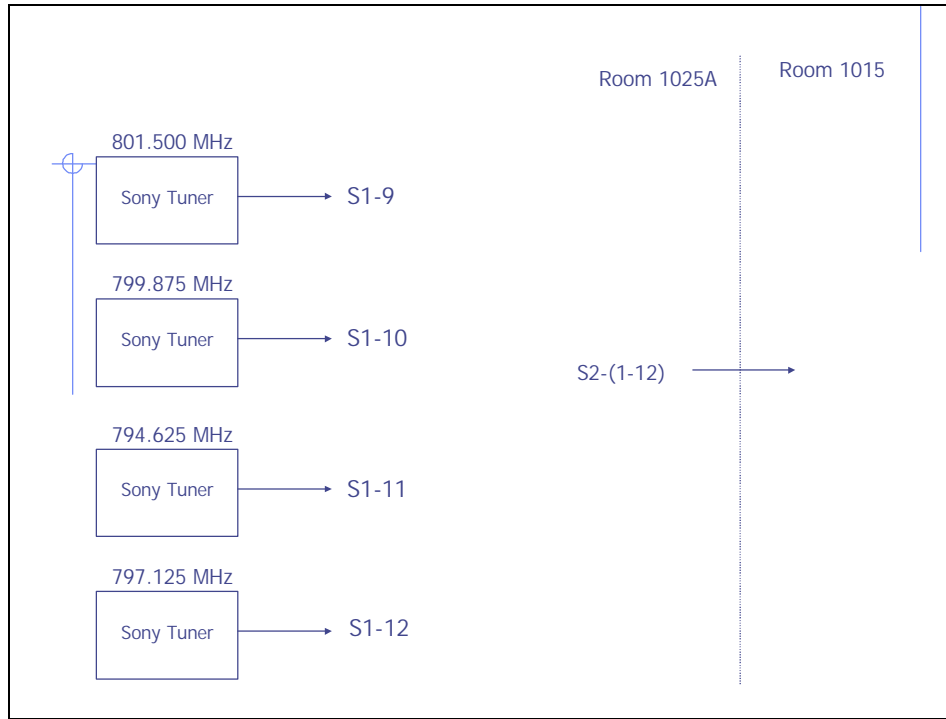 Room 1025A
Room 1015
801.500 MHz
Sony Tuner
S1-9
799.875 MHz
Sony Tuner
S1-10
S2-(1-12)
794.625 MHz
Sony Tuner
S1-11
797.125 MHz
Sony Tuner
S1-12